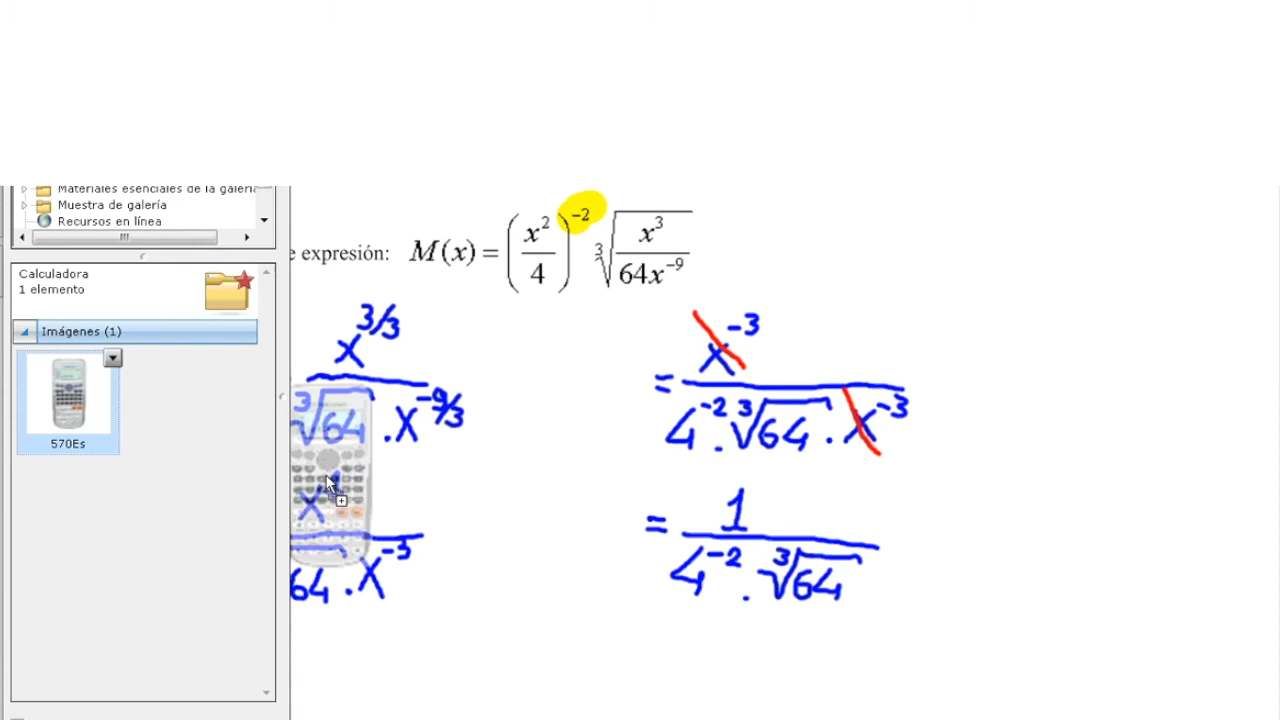 Materiales esenciales de la galería
Muestra de galería
Recursos en línea
Calculadora
1 elemento
Imágenes (1)
570Es
e expresión: M(x) = (x²/4)⁻² ∛(x³/(64x⁻⁹))
x^(3/3)
∛64 . x^(-9/3)
x
64 . x⁻³
= x⁻³
4⁻² . ∛64 . x⁻³
= 1
4⁻² . ∛64